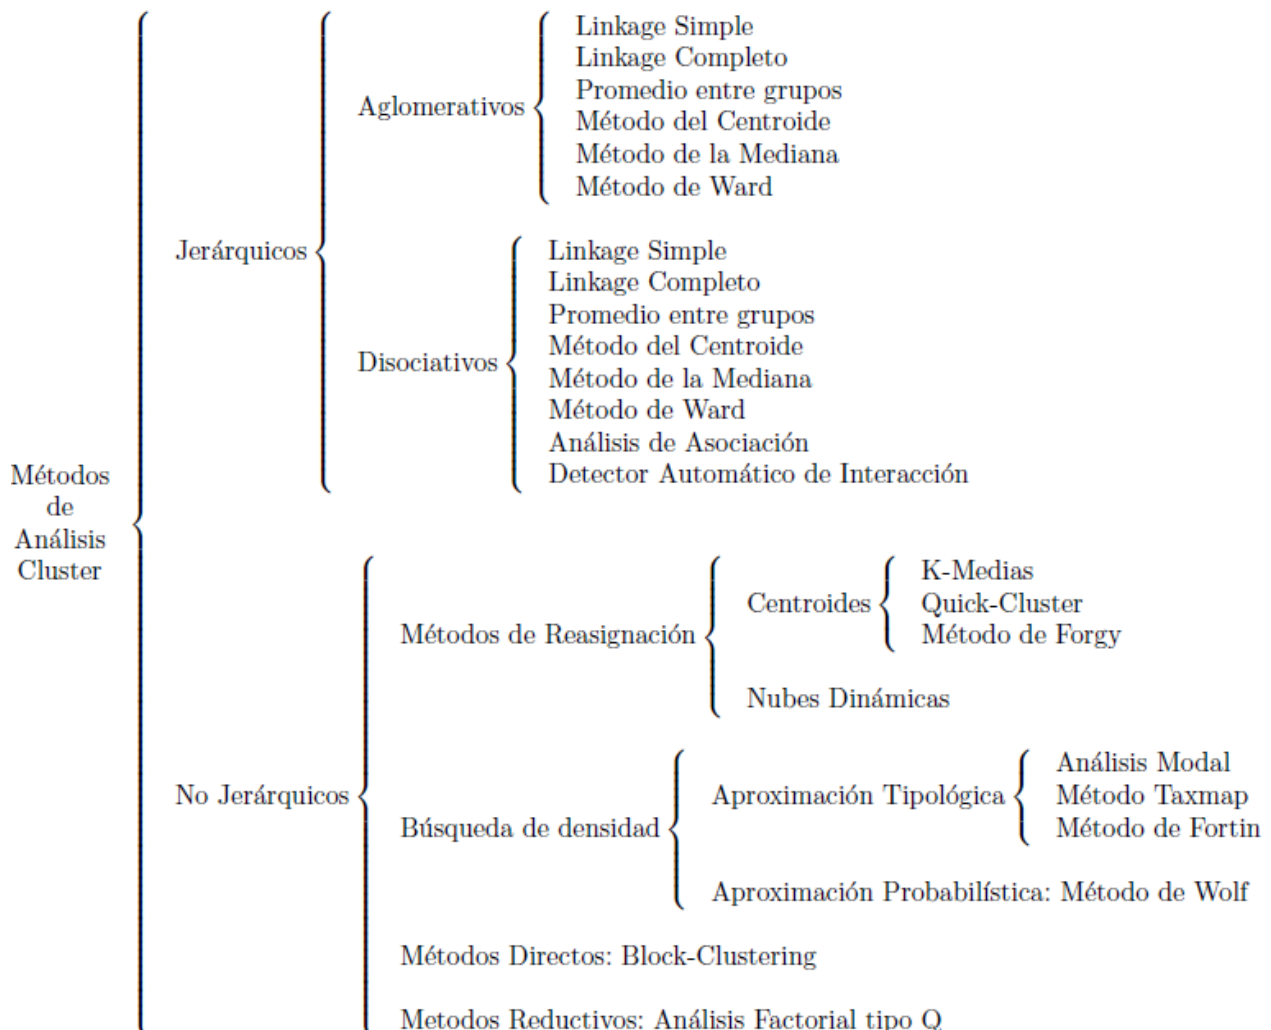 Métodos
de
Análisis
Cluster
Jerárquicos
Aglomerativos
Linkage Simple
Linkage Completo
Promedio entre grupos
Método del Centroide
Método de la Mediana
Método de Ward
Disociativos
Linkage Simple
Linkage Completo
Promedio entre grupos
Método del Centroide
Método de la Mediana
Método de Ward
Análisis de Asociación
Detector Automático de Interacción
No Jerárquicos
Métodos de Reasignación
Centroides
K-Medias
Quick-Cluster
Método de Forgy
Nubes Dinámicas
Búsqueda de densidad
Aproximación Tipológica
Análisis Modal
Método Taxmap
Método de Fortin
Aproximación Probabilística: Método de Wolf
Métodos Directos: Block-Clustering
Metodos Reductivos: Análisis Factorial tipo Q